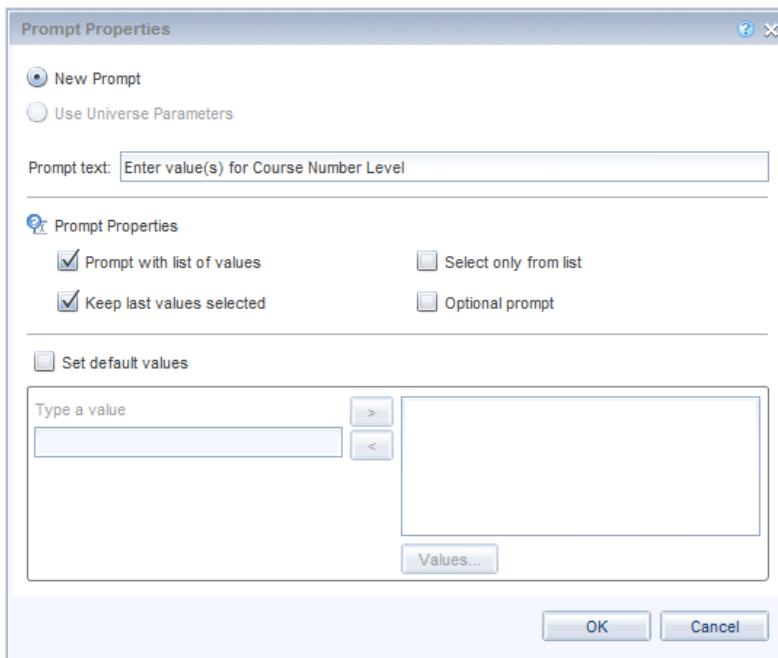 Prompt Properties
New Prompt
Use Universe Parameters
Prompt text: Enter value(s) for Course Number Level
Prompt Properties
Prompt with list of values Select only from list
Keep last values selected Optional prompt
Set default values
Type a value >
<
Values...
OK Cancel